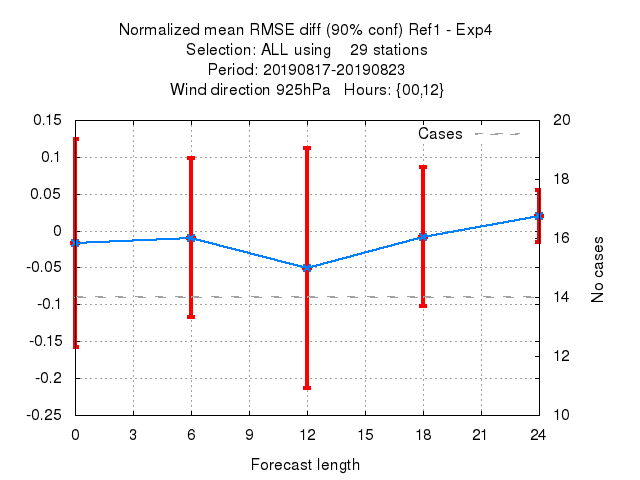 Normalized mean RMSE diff (90% conf) Ref1 - Exp4
Selection: ALL using    29 stations
Period: 20190817-20190823
Wind direction 925hPa   Hours: {00,12}
Cases
0.15
0.1
0.05
0
-0.05
-0.1
-0.15
-0.2
-0.25
20
18
16
14
12
10
No cases
0 3 6 9 12 15 18 21 24
Forecast length